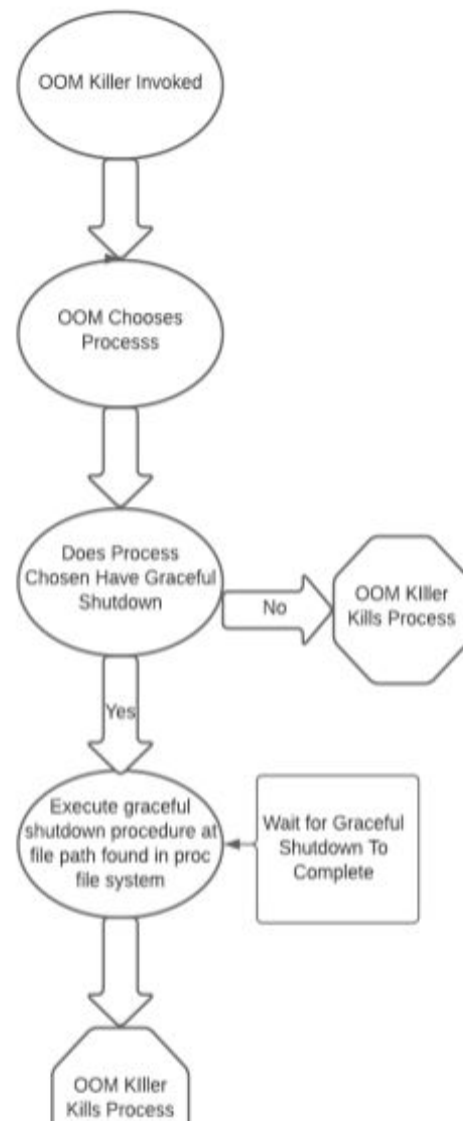 OOM Killer Invoked
OOM Chooses
Processs
Does Process
Chosen Have Graceful
Shutdown
No
OOM KIller
Kills Process
Yes
Execute graceful
shutdown procedure at
file path found in proc
file system
Wait for Graceful
Shutdown To
Complete
OOM KIller
Kills Process